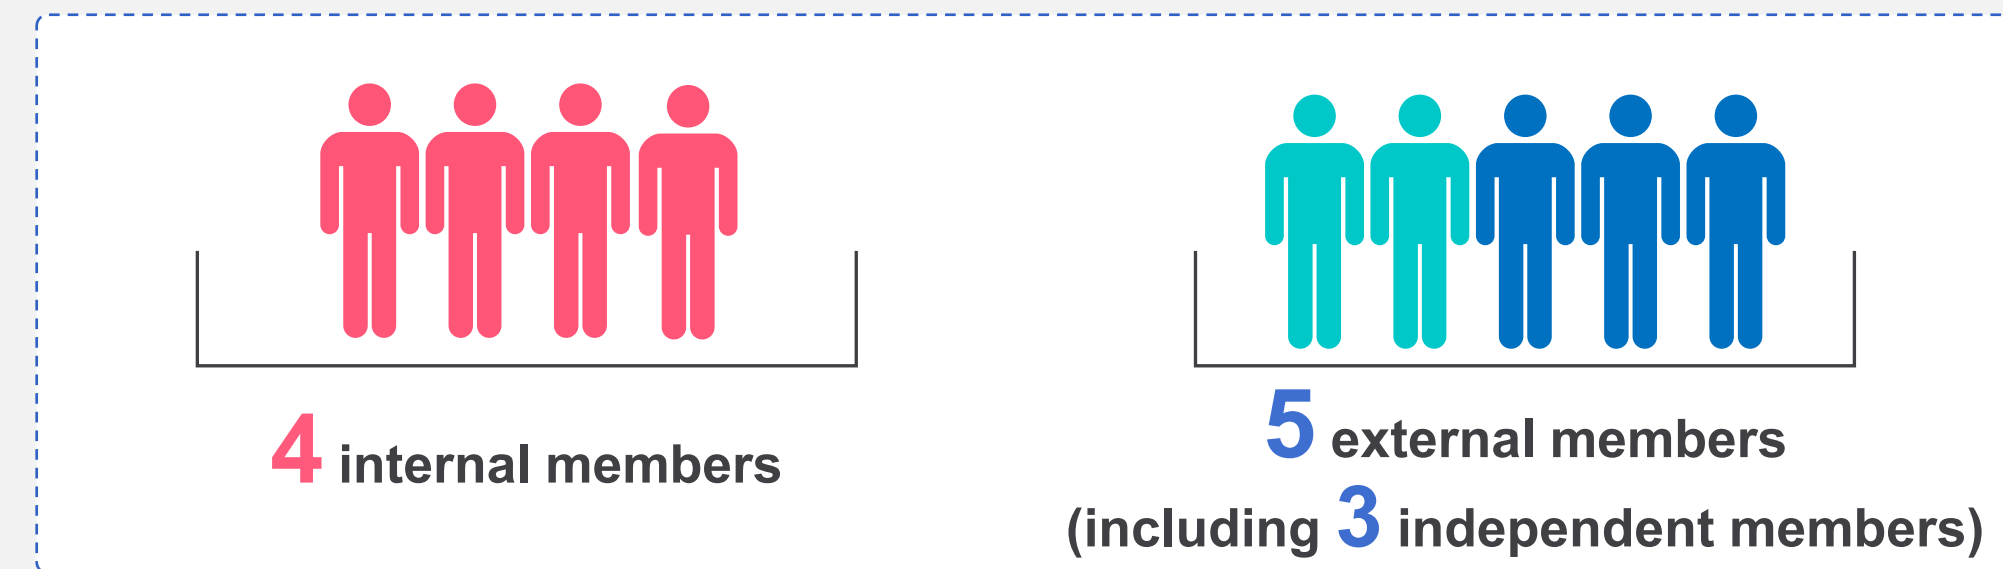 4 internal members
5 external members
(including 3 independent members)